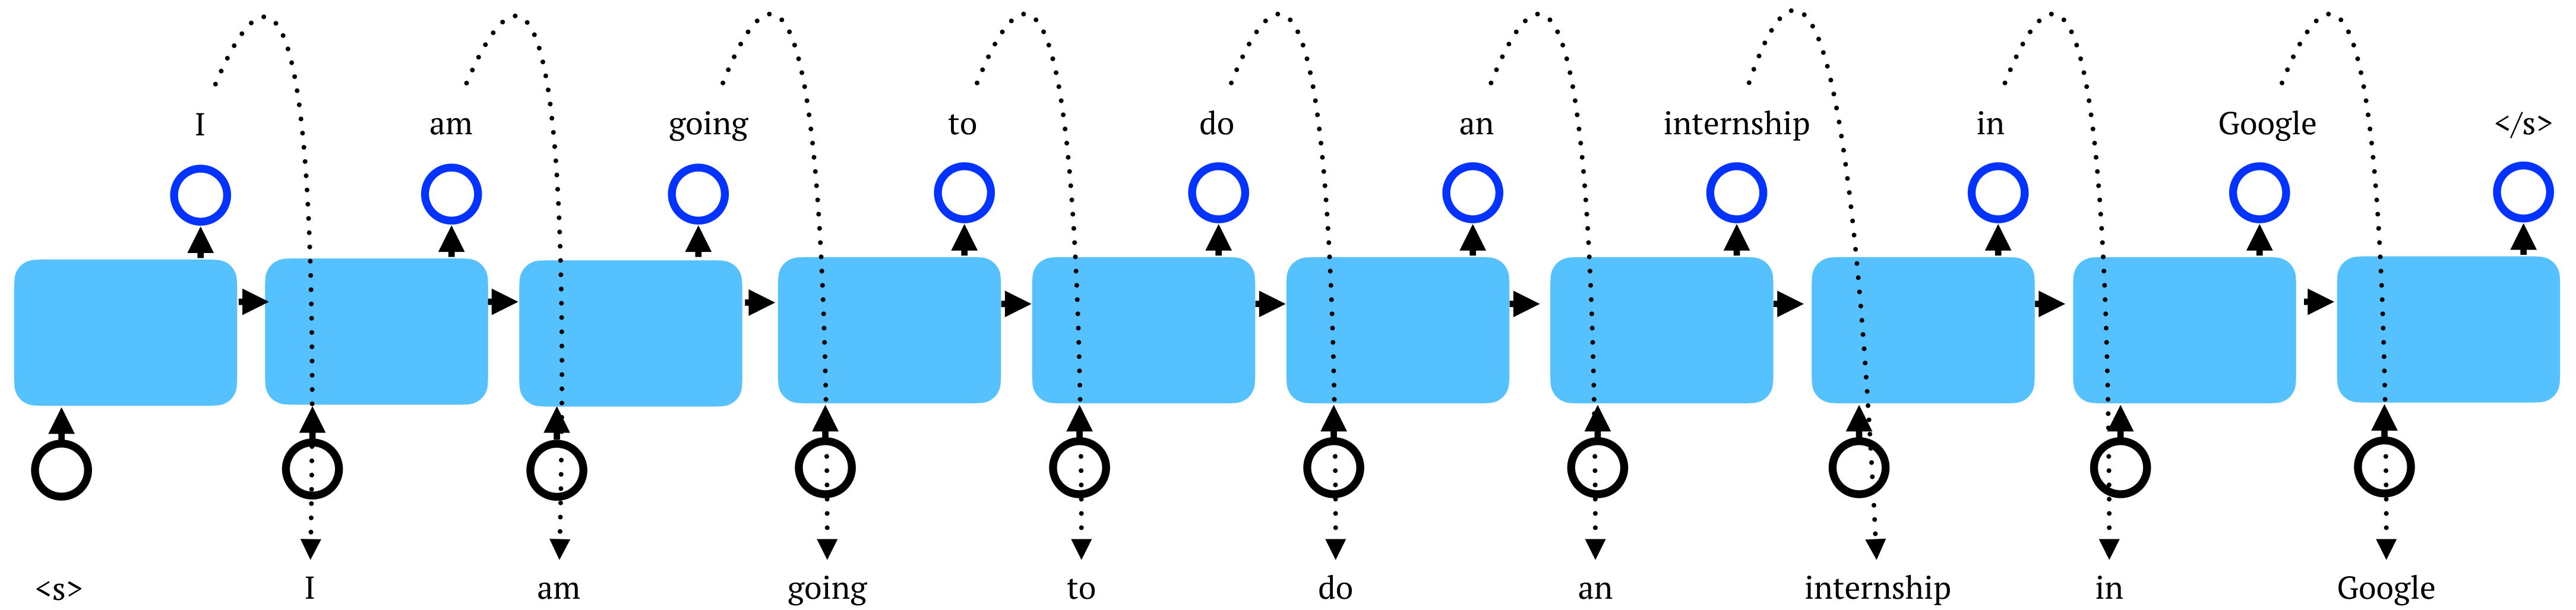 I am going to do an internship in Google </s>
<s> I am going to do an internship in Google